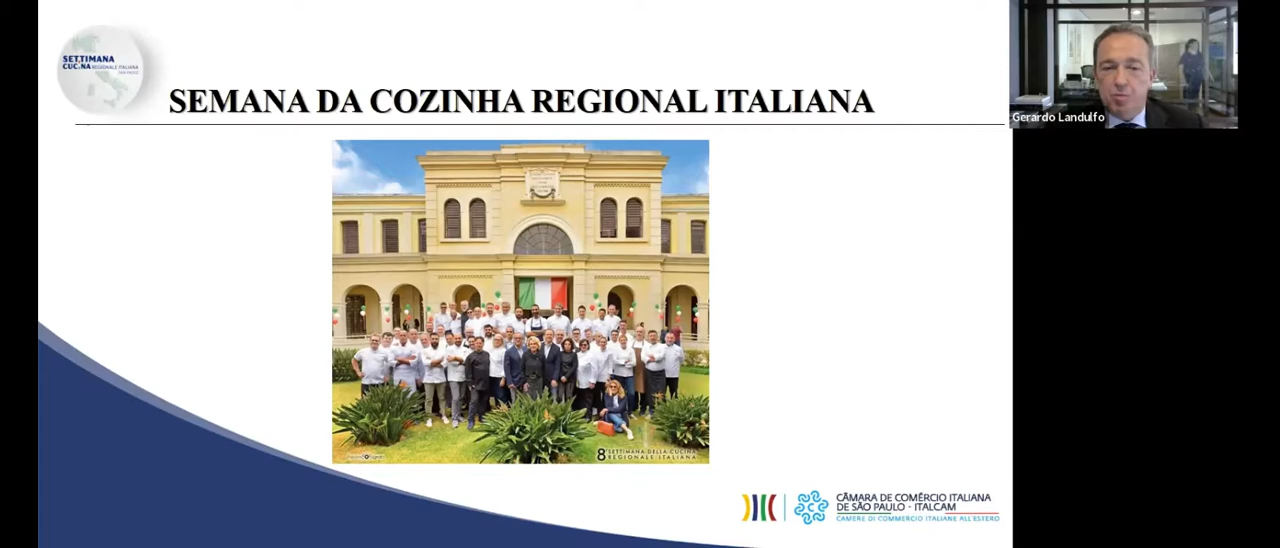 SETTIMANA
CUCINA REGIONALE ITALIANA
SÃO PAULO
SEMANA DA COZINHA REGIONAL ITALIANA
Gerardo Landulfo
8ª SETTIMANA DELLA CUCINA
REGIONALE ITALIANA
CÂMARA DE COMÉRCIO ITALIANA
DE SÃO PAULO - ITALCAM
CAMERE DI COMMERCIO ITALIANE ALL'ESTERO